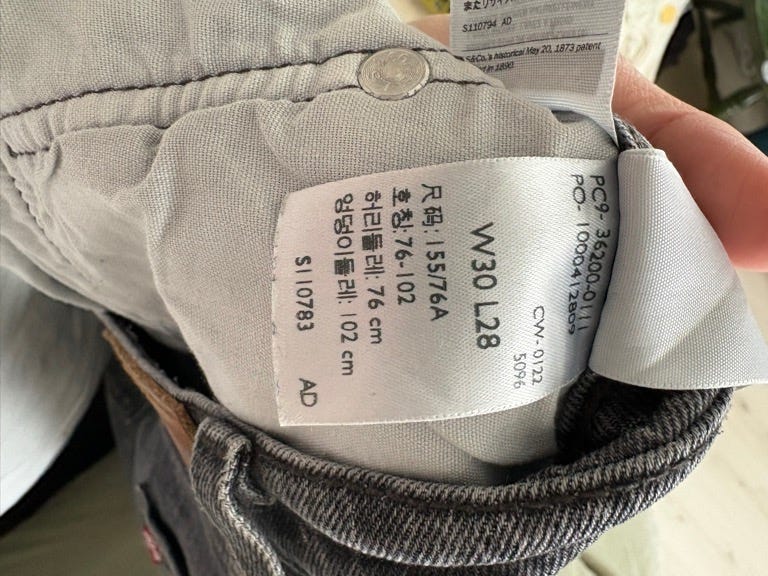 S110794 AD
&Co.'s historical May 20, 1873 patent
in 1890.
PC9- 36200-0111
PO- 1000412809
CW- 0122
5096
W30 L28
尺码: 155/76A
호칭: 76-102
허리둘레: 76 cm
엉덩이둘레: 102 cm
S110783 AD